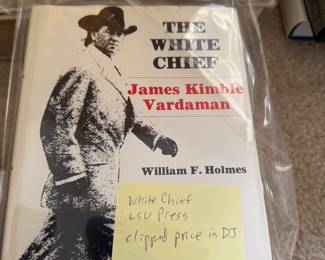 THE
WHITE
CHIEF
James Kimble
Vardaman
William F. Holmes
White Chief
LSU Press
clipped price in DJ